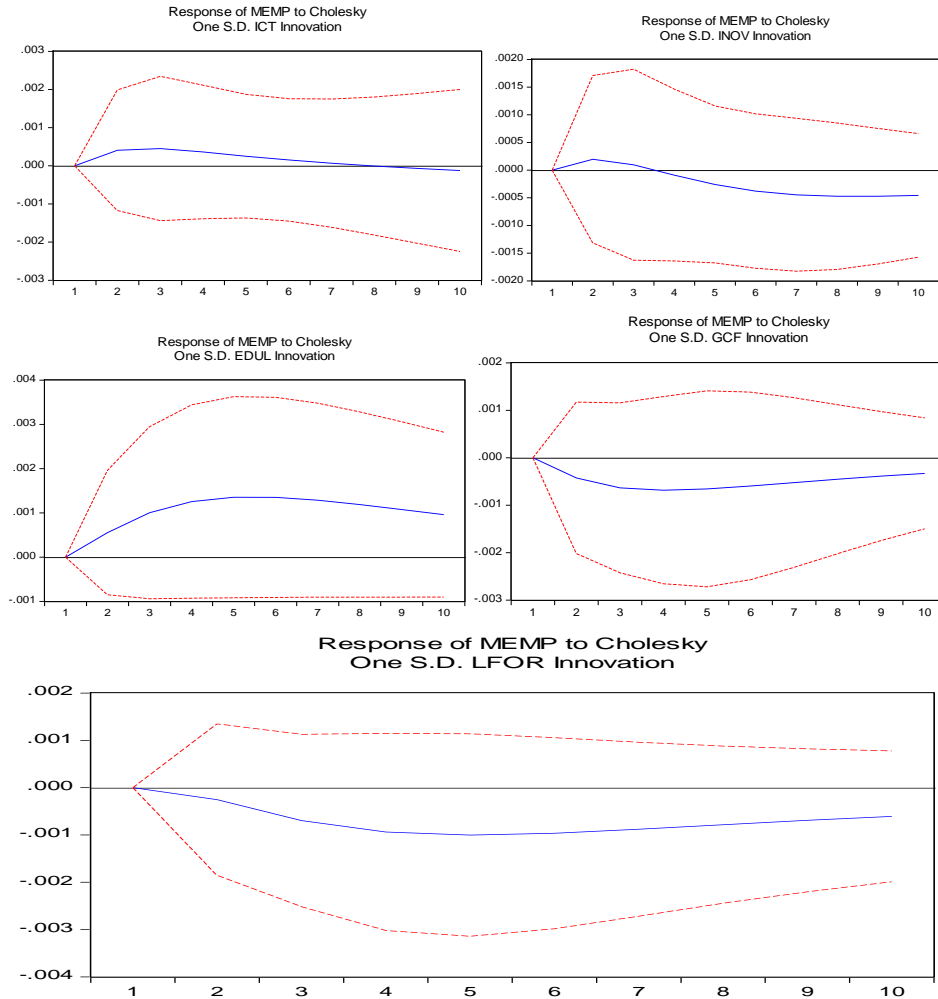 Response of MEMP to Cholesky
One S.D. ICT Innovation
.003
.002
.001
.000
-.001
-.002
-.003
1 2 3 4 5 6 7 8 9 10
Response of MEMP to Cholesky
One S.D. INOV Innovation
.0020
.0015
.0010
.0005
.0000
-.0005
-.0010
-.0015
-.0020
1 2 3 4 5 6 7 8 9 10
Response of MEMP to Cholesky
One S.D. EDUL Innovation
.004
.003
.002
.001
.000
-.001
1 2 3 4 5 6 7 8 9 10
Response of MEMP to Cholesky
One S.D. GCF Innovation
.002
.001
.000
-.001
-.002
-.003
1 2 3 4 5 6 7 8 9 10
Response of MEMP to Cholesky
One S.D. LFOR Innovation
.002
.001
.000
-.001
-.002
-.003
-.004
1 2 3 4 5 6 7 8 9 10